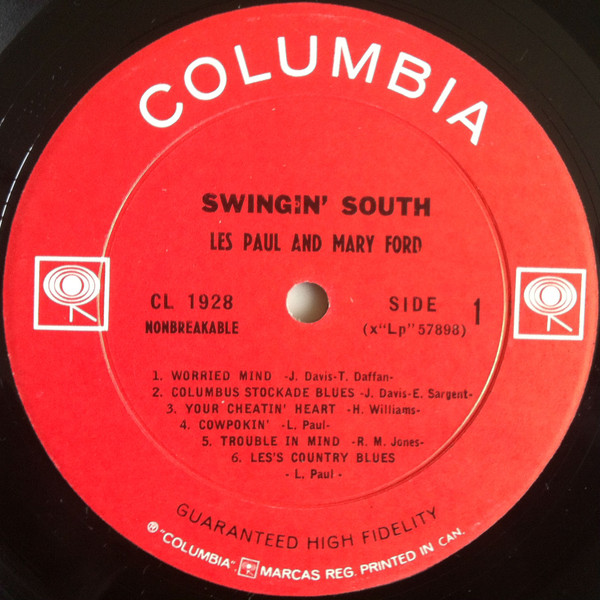 COLUMBIA
SWINGIN' SOUTH
LES PAUL AND MARY FORD
CL 1928
NONBREAKABLE
SIDE 1
(x"Lp" 57898)
1. WORRIED MIND -J. Davis-T. Daffan-
2. COLUMBUS STOCKADE BLUES -J. Davis-E. Sargent-
3. YOUR CHEATIN' HEART -H. Williams-
4. COWPOKIN' -L. Paul-
5. TROUBLE IN MIND -R. M. Jones-
6. LES'S COUNTRY BLUES
- L. Paul -
GUARANTEED HIGH FIDELITY
® "COLUMBIA", MARCAS REG. PRINTED IN CAN.